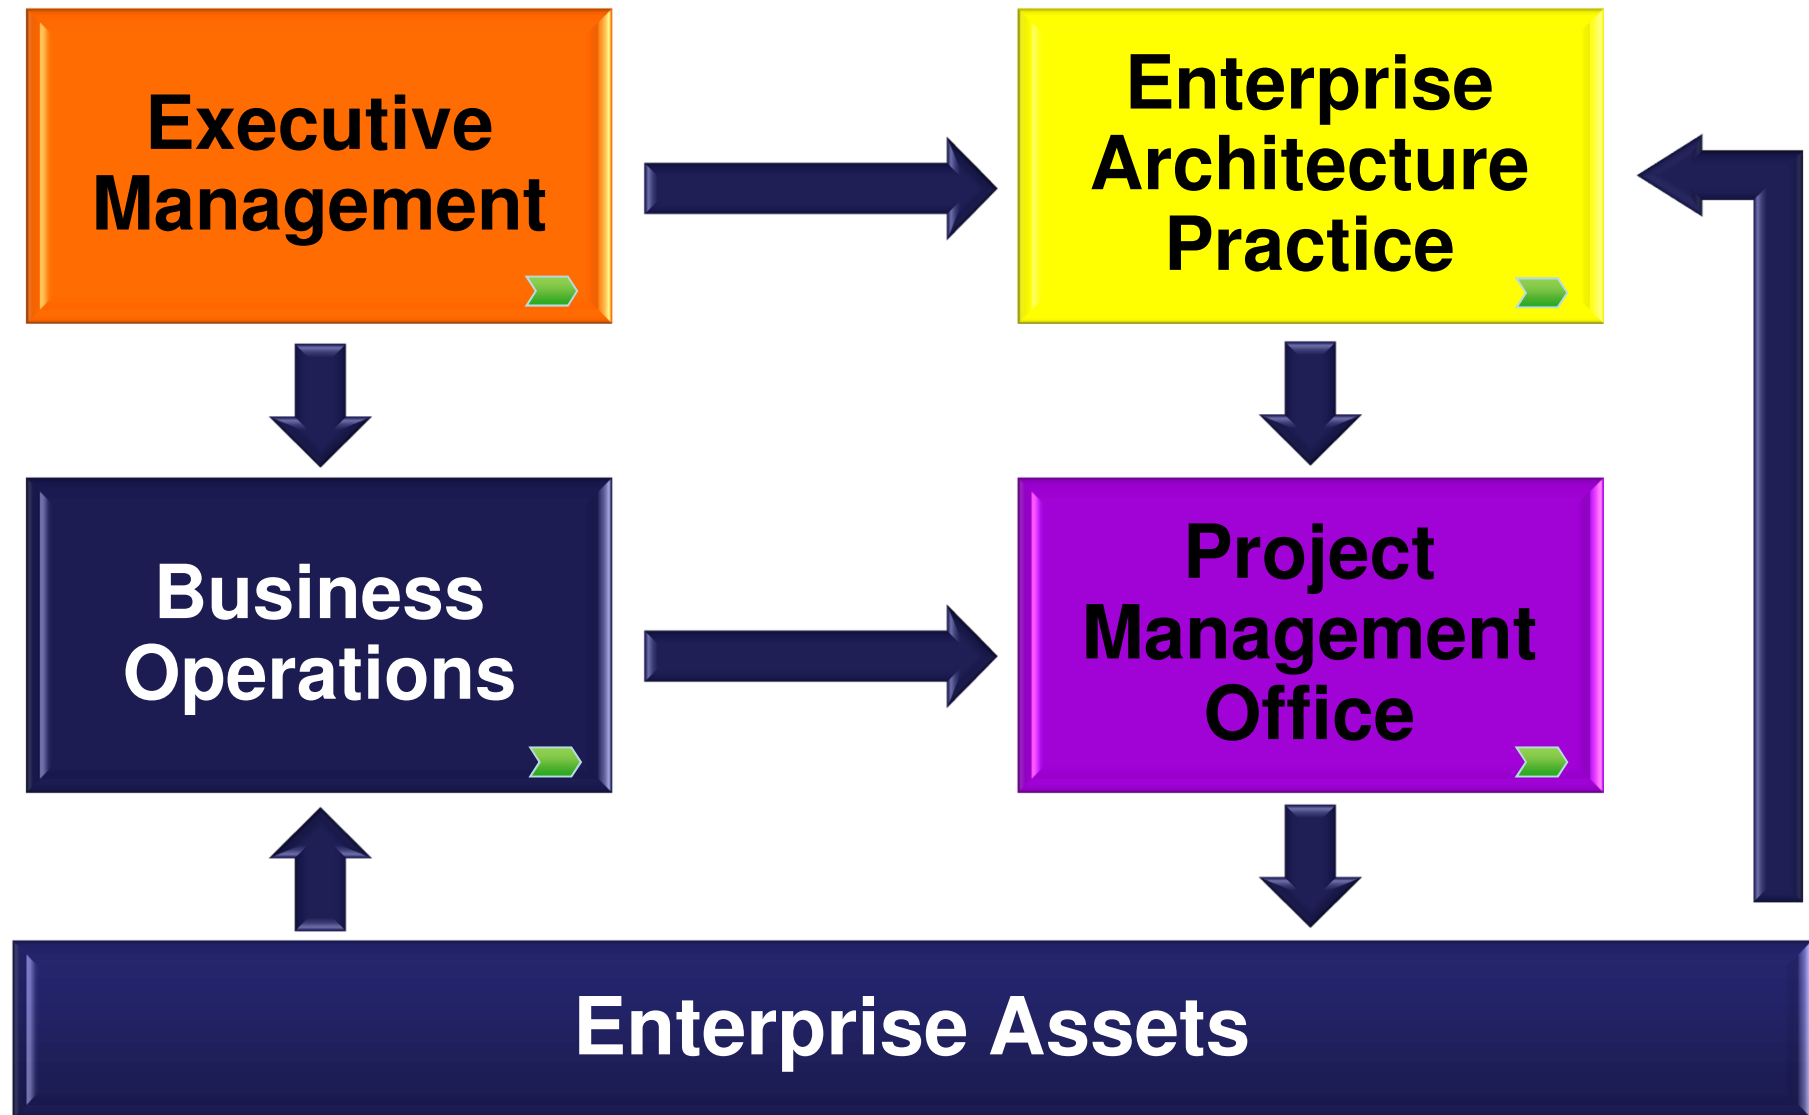 Executive
Management
Enterprise
Architecture
Practice
Business
Operations
Project
Management
Office
Enterprise Assets